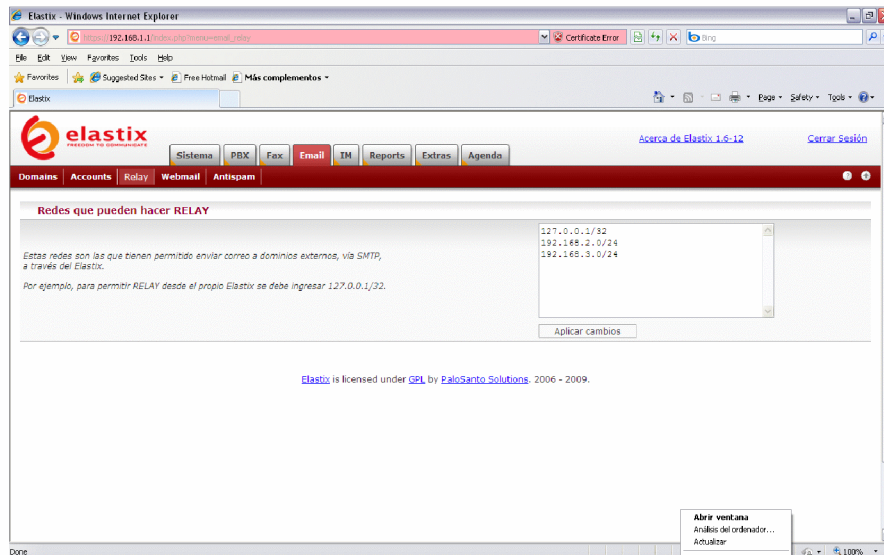 Elastix - Windows Internet Explorer
https://192.168.1.1/index.php?menu=email_relay
Certificate Error
Bing
File Edit View Favorites Tools Help
Favorites Suggested Sites Free Hotmail Más complementos
Elastix
Page Safety Tools
elastix
FREEDOM TO COMMUNICATE
Acerca de Elastix 1.6-12 Cerrar Sesión
Sistema PBX Fax Email IM Reports Extras Agenda
Domains Accounts Relay Webmail Antispam
Redes que pueden hacer RELAY
127.0.0.1/32
192.168.2.0/24
192.168.3.0/24
Estas redes son las que tienen permitido enviar correo a dominios externos, vía SMTP,
a través del Elastix.
Por ejemplo, para permitir RELAY desde el propio Elastix se debe ingresar 127.0.0.1/32.
Aplicar cambios
Elastix is licensed under GPL by PaloSanto Solutions. 2006 - 2009.
Abrir ventana
Análisis del ordenador...
Actualizar
Done
100%